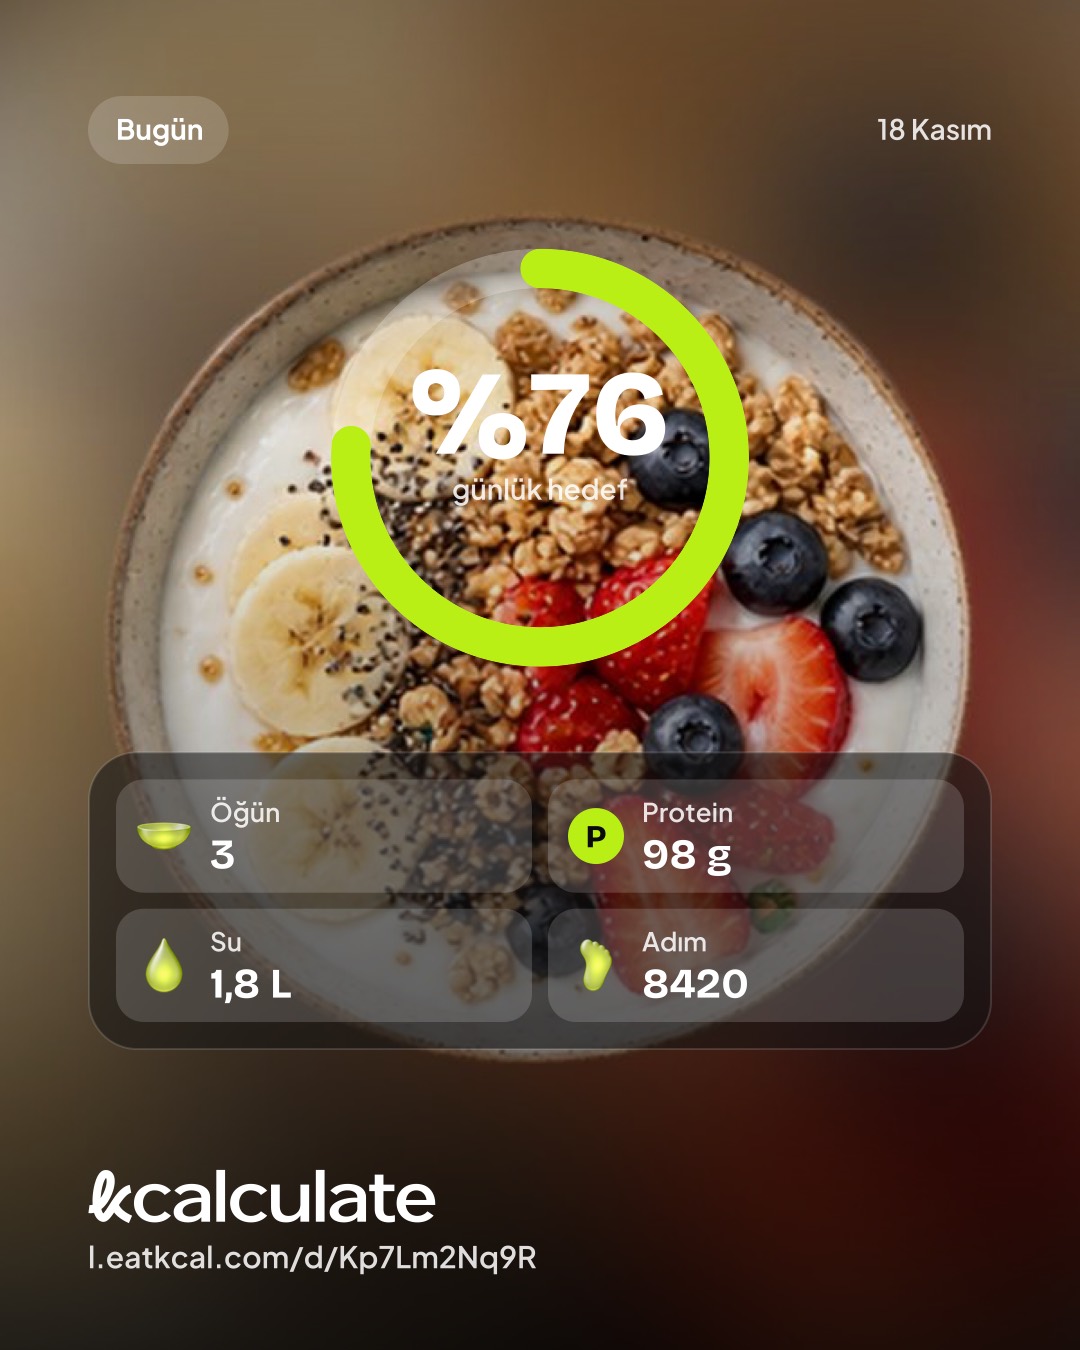 Bugün
18 Kasım
%76
günlük hedef
Öğün
3
Protein
P
98 g
Su
1,8 L
Adım
8420
kcalculate
l.eatkcal.com/d/Kp7Lm2Nq9R